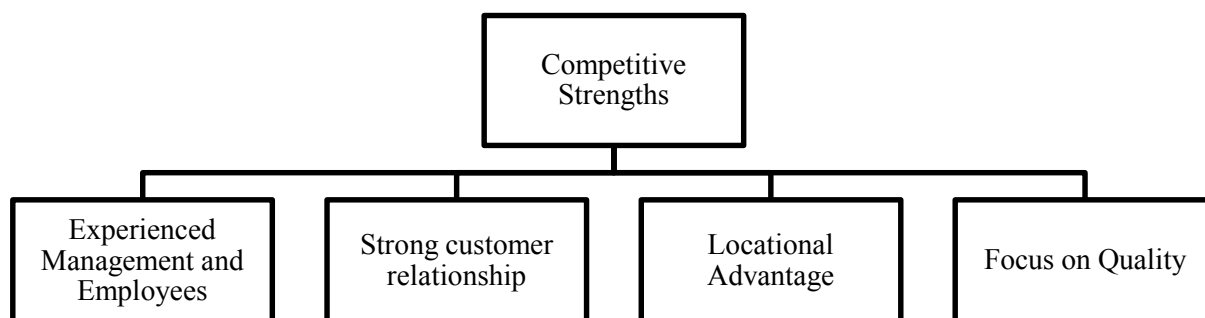 Competitive
Strengths
Experienced
Management and
Employees
Strong customer
relationship
Locational
Advantage
Focus on Quality